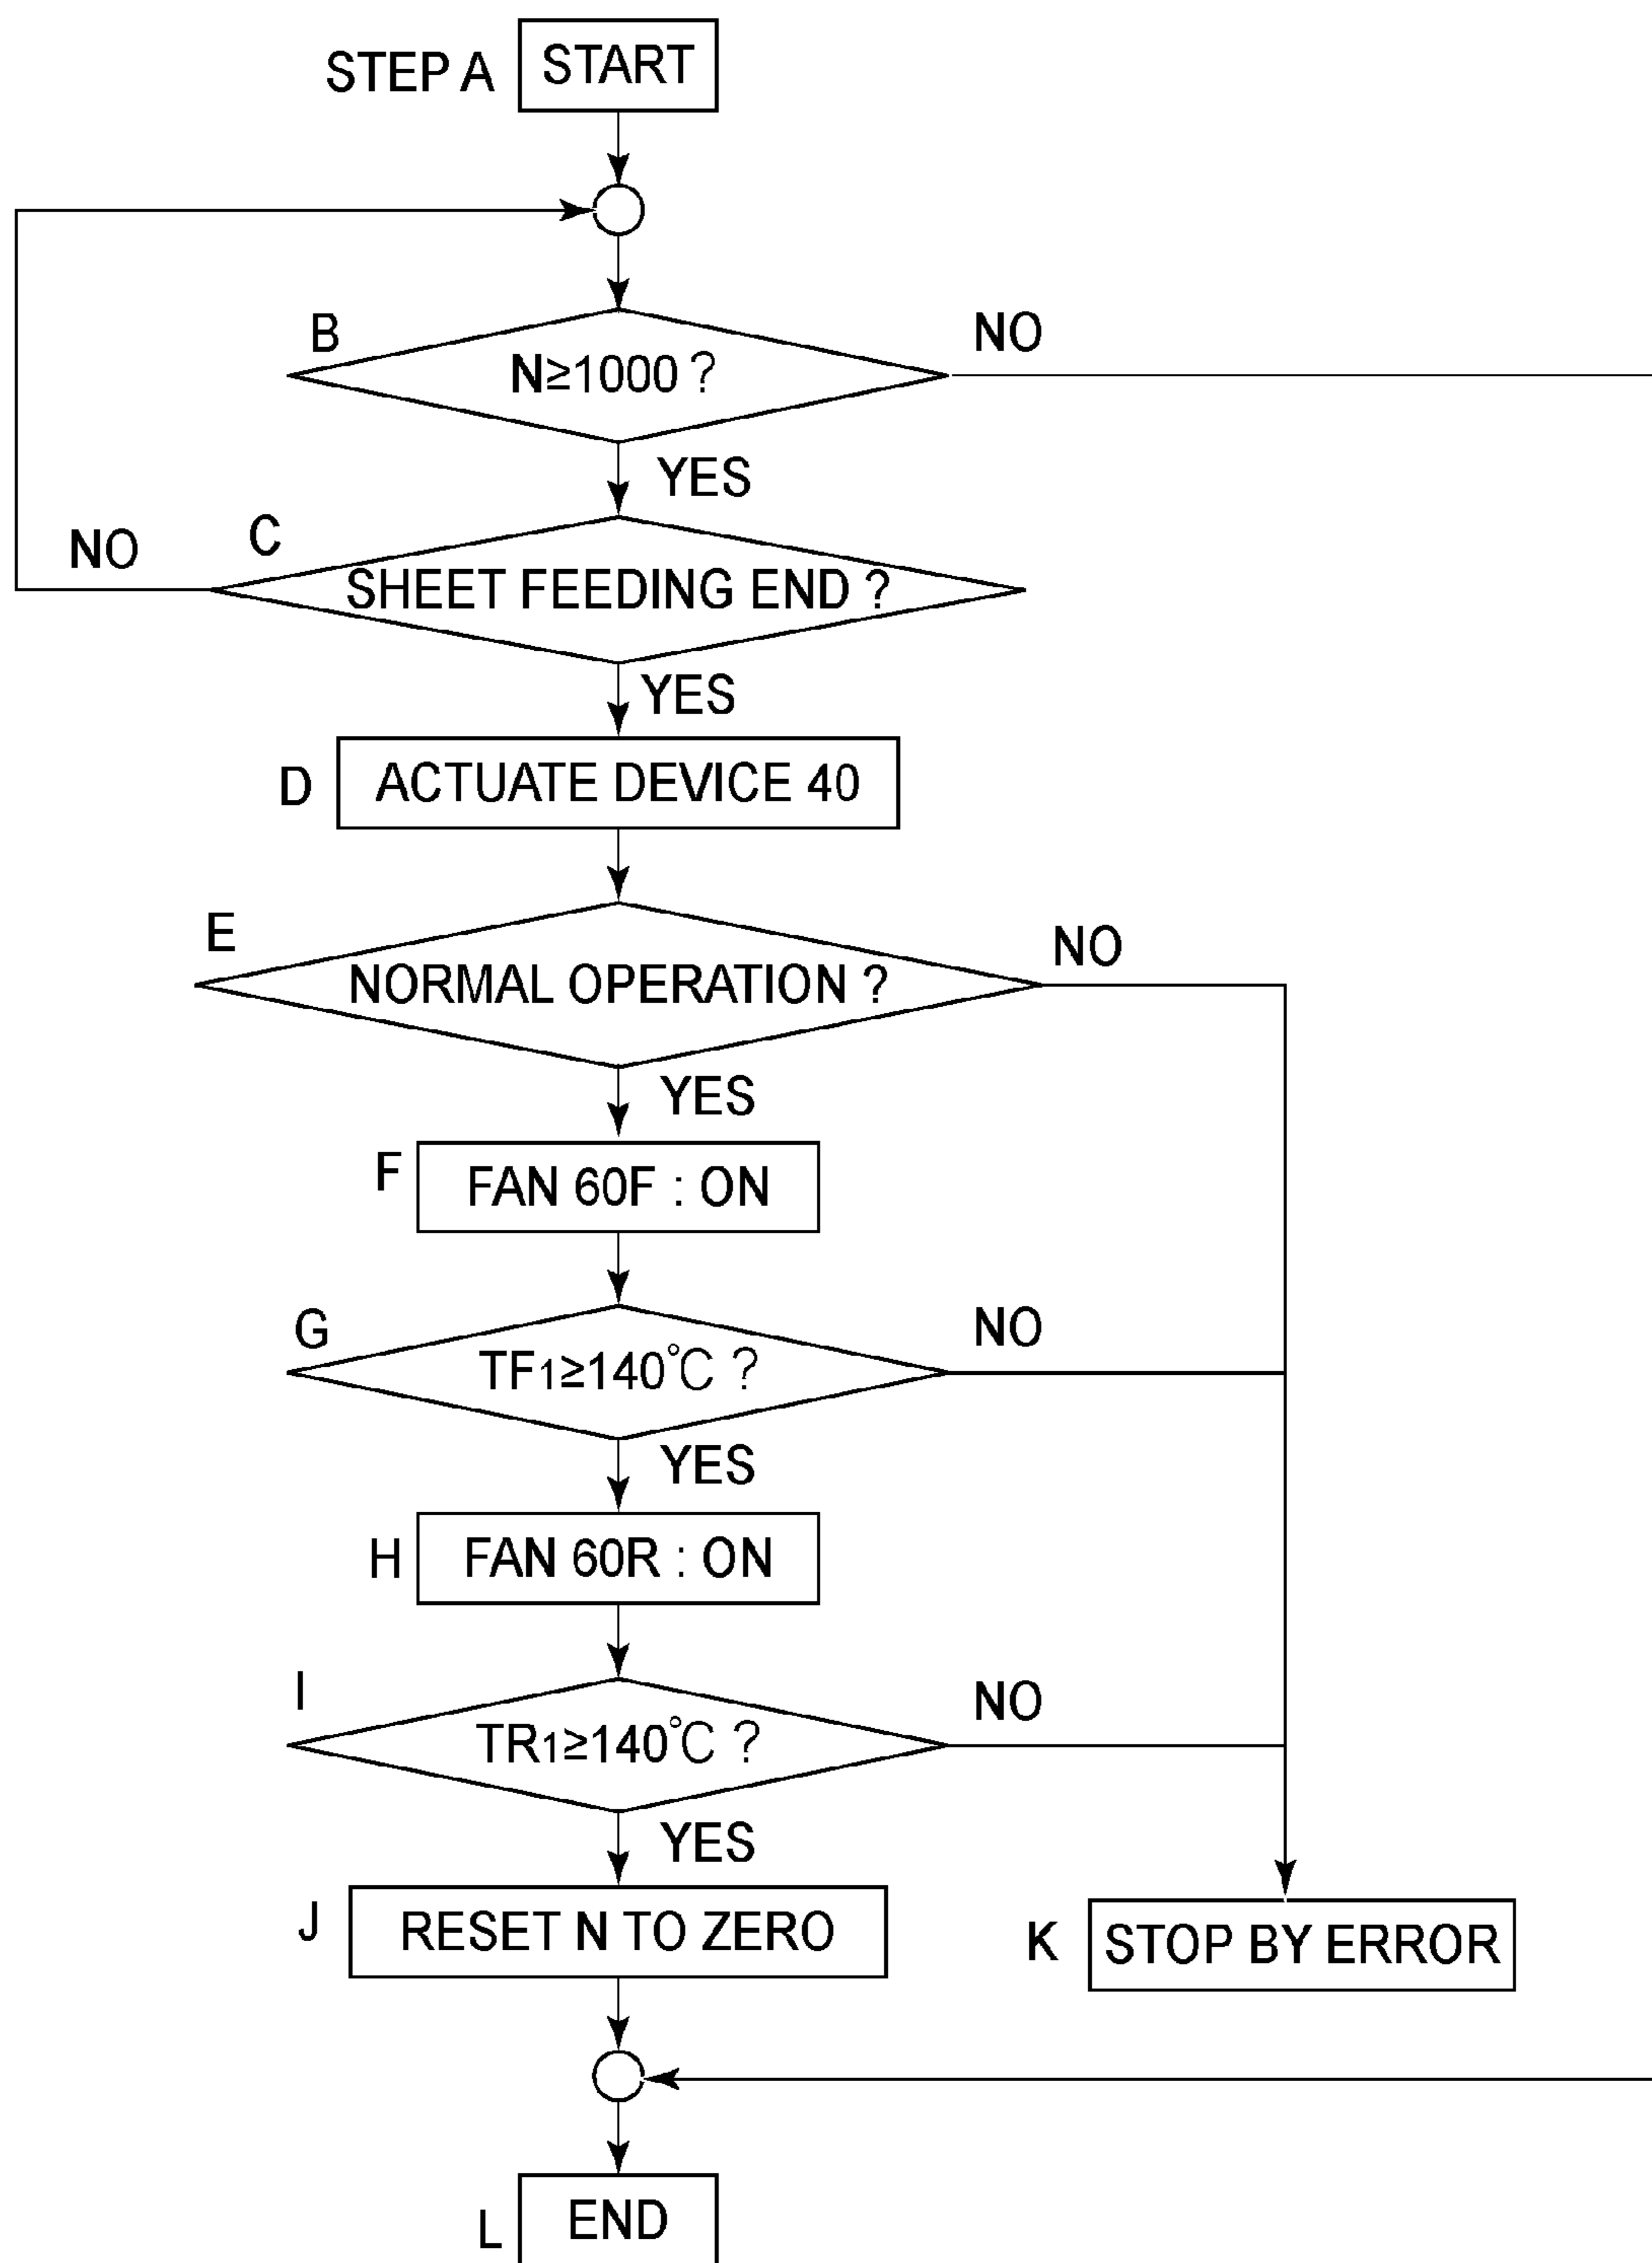 STEP A START
B N≥1000 ? NO
YES
NO C SHEET FEEDING END ?
YES
D ACTUATE DEVICE 40
E NORMAL OPERATION ? NO
YES
F FAN 60F : ON
G TF1≥140°C ? NO
YES
H FAN 60R : ON
I TR1≥140°C ? NO
YES
J RESET N TO ZERO
K STOP BY ERROR
L END